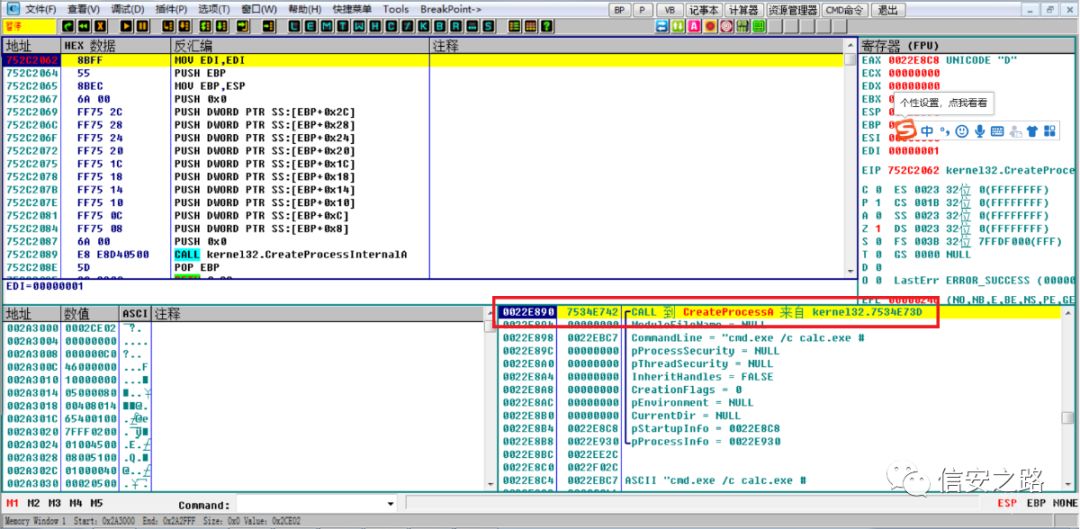 文件(F) 查看(V) 调试(D) 插件(P) 选项(T) 窗口(W) 帮助(H) 快捷菜单 Tools BreakPoint-> BP P VB 记事本 计算器 资源管理器 CMD命令 退出
暂停 L E M T W H C / K B R ... S
地址 HEX 数据 反汇编 注释
752C2062 8BFF MOV EDI,EDI
752C2064 55 PUSH EBP
752C2065 8BEC MOV EBP,ESP
752C2067 6A 00 PUSH 0x0
752C2069 FF75 2C PUSH DWORD PTR SS:[EBP+0x2C]
752C206C FF75 28 PUSH DWORD PTR SS:[EBP+0x28]
752C206F FF75 24 PUSH DWORD PTR SS:[EBP+0x24]
752C2072 FF75 20 PUSH DWORD PTR SS:[EBP+0x20]
752C2075 FF75 1C PUSH DWORD PTR SS:[EBP+0x1C]
752C2078 FF75 18 PUSH DWORD PTR SS:[EBP+0x18]
752C207B FF75 14 PUSH DWORD PTR SS:[EBP+0x14]
752C207E FF75 10 PUSH DWORD PTR SS:[EBP+0x10]
752C2081 FF75 0C PUSH DWORD PTR SS:[EBP+0xC]
752C2084 FF75 08 PUSH DWORD PTR SS:[EBP+0x8]
752C2087 6A 00 PUSH 0x0
752C2089 E8 E8D40500 CALL kernel32.CreateProcessInternalA
752C208E 5D POP EBP
EDI=00000001
寄存器 (FPU)
EAX 0022E8C8 UNICODE "D"
ECX 00000000
EDX 00000000
EBX
ESP
EBP
ESI
EDI 00000001
个性设置，点我看看
中
EIP 752C2062 kernel32.CreateProce
C 0 ES 0023 32位 0(FFFFFFFF)
P 1 CS 001B 32位 0(FFFFFFFF)
A 0 SS 0023 32位 0(FFFFFFFF)
Z 1 DS 0023 32位 0(FFFFFFFF)
S 0 FS 003B 32位 7FFDF000(FFF)
T 0 GS 0000 NULL
D 0
O 0 LastErr ERROR_SUCCESS (00000
EFL 00000246 (NO,NB,E,BE,NS,PE,GE
地址 数值 ASCI 注释
002A3000 0002CE02 ?.
002A3004 00000000 ....
002A3008 000000C0 ?..
002A300C 46000000 ...F
002A3010 10000000
002A3014 05000080
002A3018 00408014
002A301C 65400100
002A3020 7FFF0200
002A3024 01004500
002A3028 08005100
002A302C 01000040
002A3030 00020500
0022E890 7534E742 CALL 到 CreateProcessA 来自 kernel32.7534E73D
0022E894 00000000 ModuleFileName = NULL
0022E898 0022EBC7 CommandLine = "cmd.exe /c calc.exe #
0022E89C 00000000 pProcessSecurity = NULL
0022E8A0 00000000 pThreadSecurity = NULL
0022E8A4 00000000 InheritHandles = FALSE
0022E8A8 00000000 CreationFlags = 0
0022E8AC 00000000 pEnvironment = NULL
0022E8B0 00000000 CurrentDir = NULL
0022E8B4 0022E8C8 pStartupInfo = 0022E8C8
0022E8B8 0022E930 pProcessInfo = 0022E930
0022E8BC 0022EE2C
0022E8C0 0022F02C
0022EBC7 ASCII "cmd.exe /c calc.exe #
信安之路
M1 M2 M3 M4 M5 Command: ESP EBP NONE
Memory Window 1 Start: 0x2A3000 End: 0x2A2FFF Size: 0x0 Value: 0x2CE02